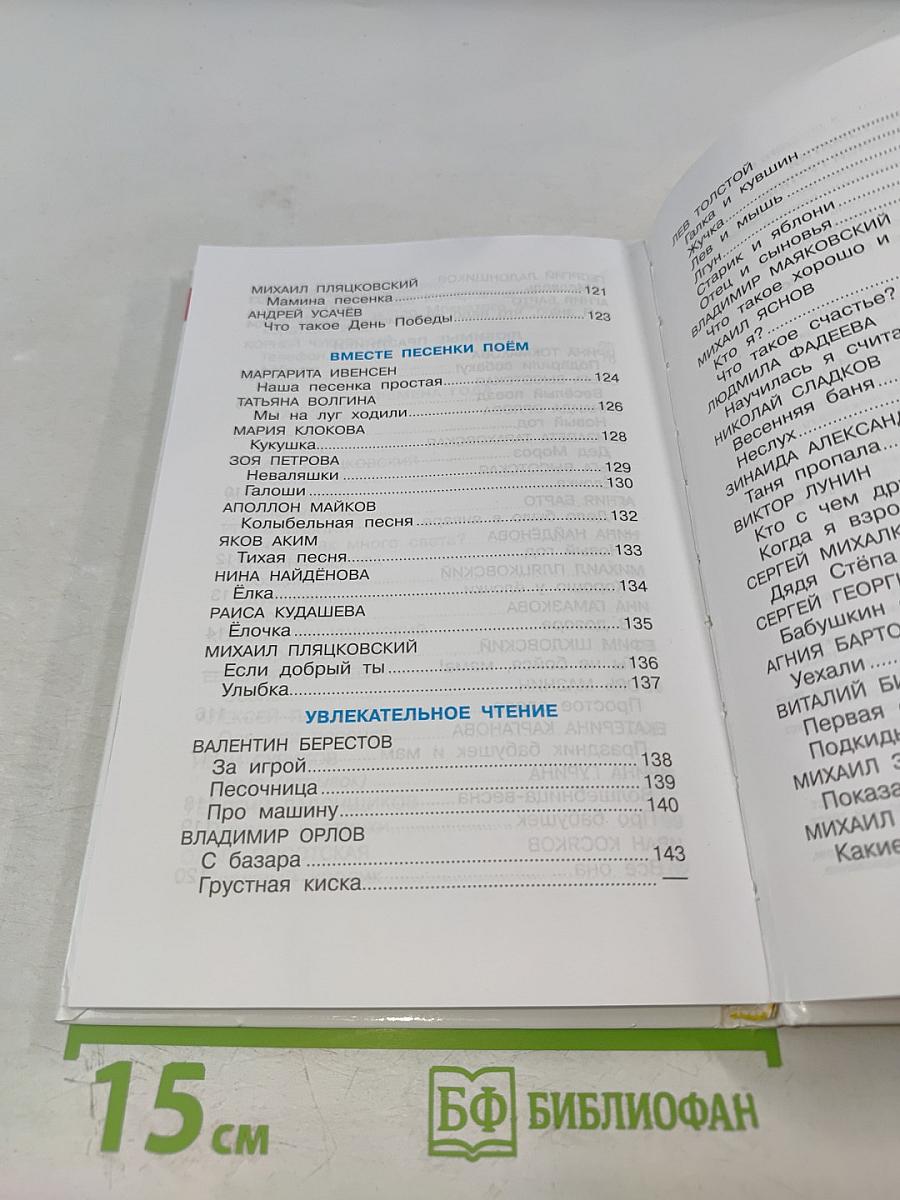 МИХАИЛ ПЛЯЦКОВСКИЙ
Мамина песенка 121
АНДРЕЙ УСАЧЁВ
Что такое День Победы 123
ВМЕСТЕ ПЕСЕНКИ ПОЁМ
МАРГАРИТА ИВЕНСЕН
Наша песенка простая 124
ТАТЬЯНА ВОЛГИНА
Мы на луг ходили 126
МАРИЯ КЛОКОВА
Кукушка 128
ЗОЯ ПЕТРОВА
Неваляшки 129
Галоши 130
АПОЛЛОН МАЙКОВ
Колыбельная песня 132
ЯКОВ АКИМ
Тихая песня 133
НИНА НАЙДЁНОВА
Ёлка 134
РАИСА КУДАШЕВА
Ёлочка 135
МИХАИЛ ПЛЯЦКОВСКИЙ
Если добрый ты 136
Улыбка 137
УВЛЕКАТЕЛЬНОЕ ЧТЕНИЕ
ВАЛЕНТИН БЕРЕСТОВ
За игрой 138
Песочница 139
Про машину 140
ВЛАДИМИР ОРЛОВ
С базара 143
Грустная киска —
ЛЕВ ТОЛСТОЙ
Галка и кувшин
Жучка
Лев и мышь
Лгун
Старик и яблони
Отец и сыновья
ВЛАДИМИР МАЯКОВСКИЙ
Что такое хорошо и
МИХАИЛ ЯСНОВ
Кто я?
Что такое счастье?
ЛЮДМИЛА ФАДЕЕВА
Научилась я счита
НИКОЛАЙ СЛАДКОВ
Весенняя баня
Неслух
ЗИНАИДА АЛЕКСАНД
Таня пропала
ВИКТОР ЛУНИН
Кто с чем др
Когда я взро
СЕРГЕЙ МИХАЛК
Дядя Стёпа
СЕРГЕЙ ГЕОРГИ
Бабушкин
АГНИЯ БАРТО
Уехали
ВИТАЛИЙ БИ
Первая
Подкиды
МИХАИЛ З
Показа
МИХАИЛ
Какие
15 см
БФ БИБЛИОФАН